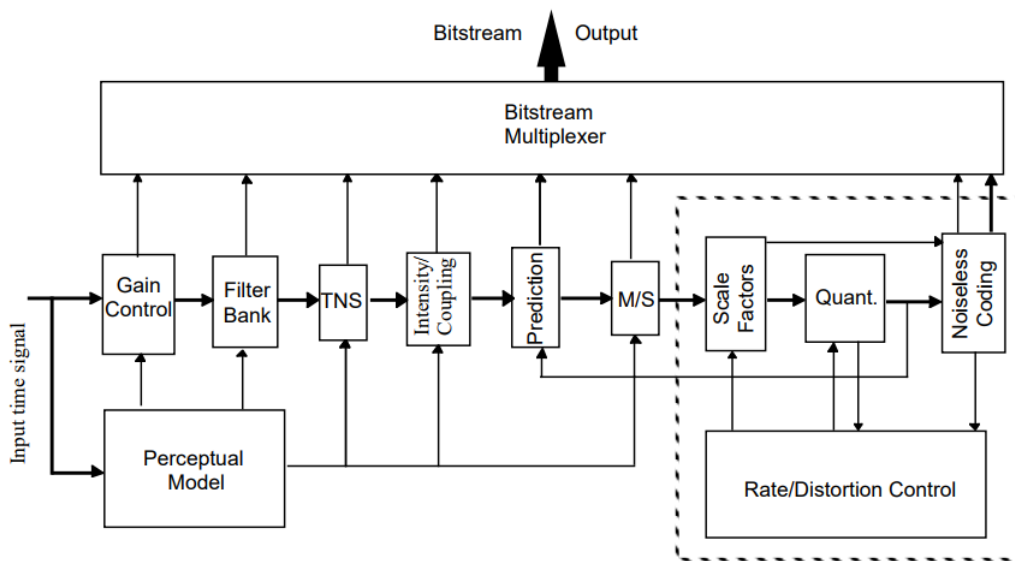 Bitstream Output
Bitstream
Multiplexer
Gain
Control
Filter
Bank
TNS
Intensity/
Coupling
Prediction
M/S
Scale
Factors
Quant.
Noiseless
Coding
Input time signal
Perceptual
Model
Rate/Distortion Control